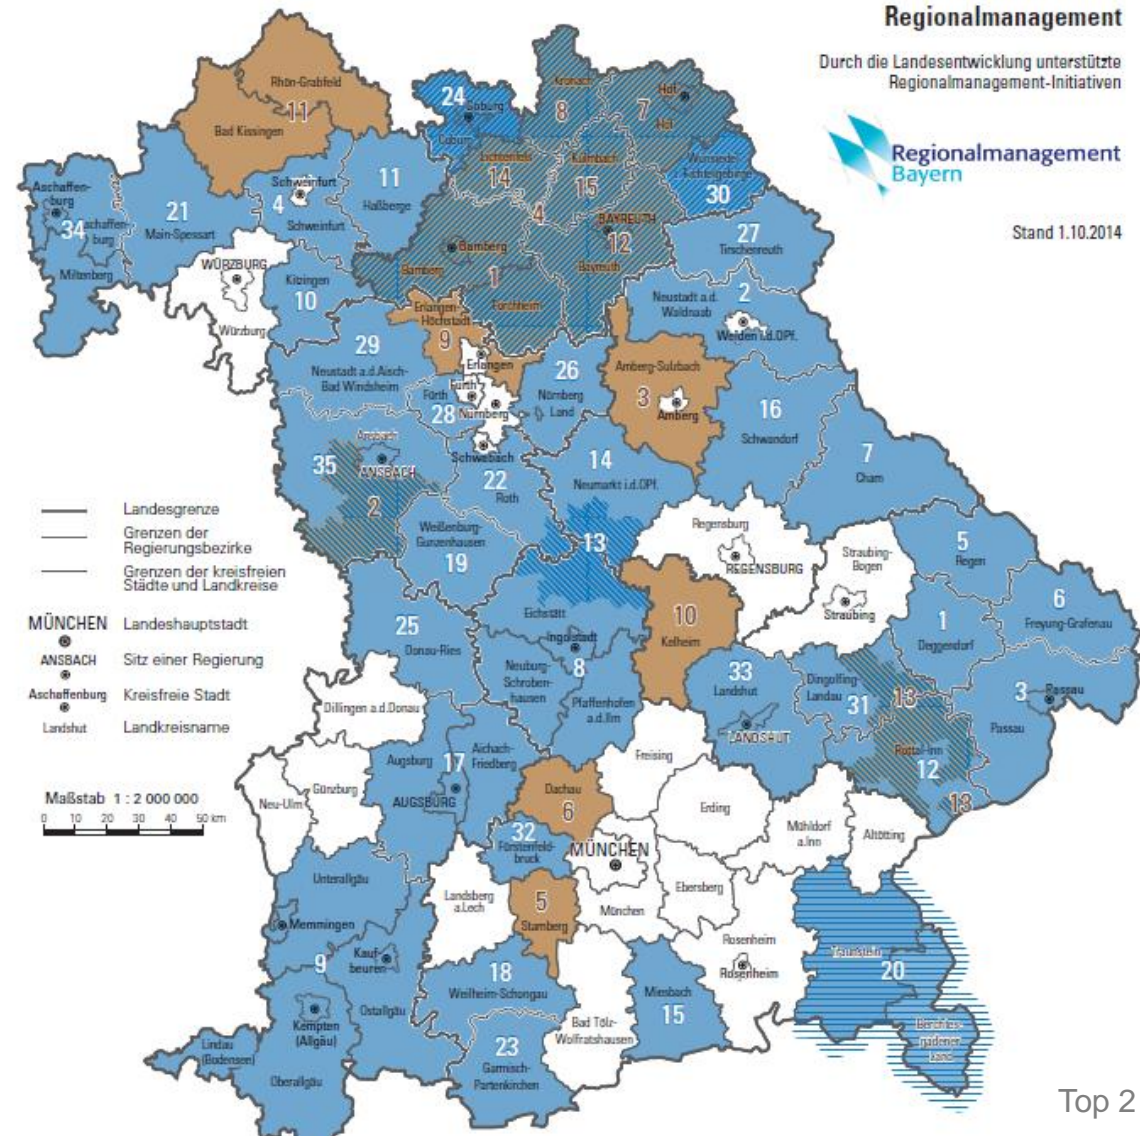 Regionalmanagement
Durch die Landesentwicklung unterstützte
Regionalmanagement-Initiativen
Regionalmanagement
Bayern
Stand 1.10.2014
Rhön-Grabfeld
11
Bad Kissingen
24
Coburg
Coburg
Kronach
8
7
Hof
Hof
Aschaffen-
burg
34
Aschaffen-
burg
Miltenberg
21
Main-Spessart
Schweinfurt
4
Schweinfurt
11
Haßberge
Lichtenfels
14
Kulmbach
15
4
Wunsiedel
i.Fichtelgebirge
30
BAYREUTH
12
Bayreuth
27
Tirschenreuth
WÜRZBURG
Würzburg
Kitzingen
10
Bamberg
Bamberg
1
Forchheim
Neustadt a.d.
Waldnaab
2
Weiden i.d.OPf.
Erlangen-
Höchstadt
9
Erlangen
29
Neustadt a.d.Aisch-
Bad Windsheim
Fürth
Fürth
28
Nürnberg
26
Nürnberg
Land
Amberg-Sulzbach
3
Amberg
16
Schwandorf
Ansbach
35
ANSBACH
2
Schwabach
22
Roth
14
Neumarkt i.d.OPf.
7
Cham
Weißenburg-
Gunzenhausen
19
13
Regensburg
REGENSBURG
Straubing-
Bogen
Straubing
5
Regen
6
Freyung-Grafenau
1
Deggendorf
Eichstätt
Ingolstadt
10
Kelheim
25
Donau-Ries
Neuburg-
Schroben-
hausen
8
Pfaffenhofen
a.d.Ilm
33
Landshut
LANDSHUT
Dingolfing-
Landau
31
13
3
Passau
Passau
Rottal-Inn
12
13
Dillingen a.d.Donau
Neu-Ulm
Günzburg
Augsburg
17
AUGSBURG
Aichach-
Friedberg
Freising
Dachau
6
Erding
Mühldorf
a.Inn
Altötting
32
Fürstenfeld-
bruck
MÜNCHEN
Ebersberg
München
Unterallgäu
Memmingen
Landsberg
a.Lech
5
Starnberg
Rosenheim
Rosenheim
Traunstein
20
Berchtes-
gadener
Land
9
Kauf-
beuren
Kempten
(Allgäu)
Ostallgäu
18
Weilheim-Schongau
Miesbach
15
Bad Tölz-
Wolfratshausen
Lindau
(Bodensee)
Oberallgäu
23
Garmisch-
Partenkirchen
Landesgrenze
Grenzen der
Regierungsbezirke
Grenzen der kreisfreien
Städte und Landkreise
MÜNCHEN Landeshauptstadt
ANSBACH Sitz einer Regierung
Aschaffenburg Kreisfreie Stadt
Landshut Landkreisname
Maßstab 1 : 2 000 000
0 10 20 30 40 50 km
Top 2